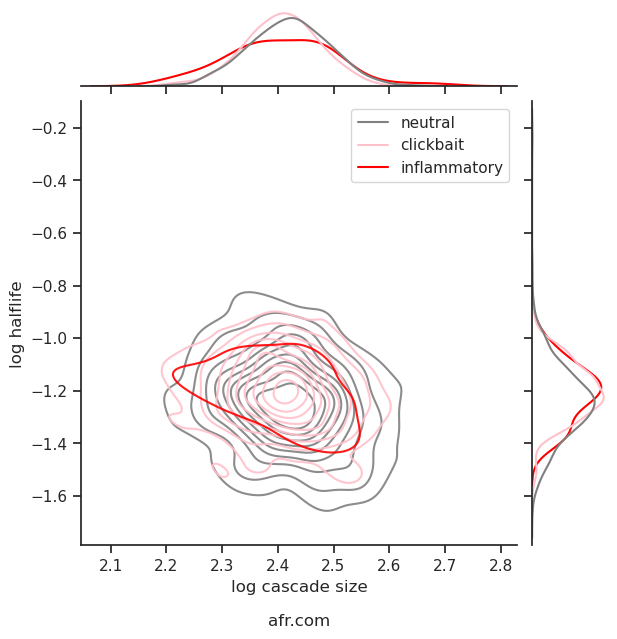 neutral
clickbait
inflammatory
−0.2
−0.4
−0.6
−0.8
−1.0
−1.2
−1.4
−1.6
log halflife
2.1 2.2 2.3 2.4 2.5 2.6 2.7 2.8
log cascade size
afr.com